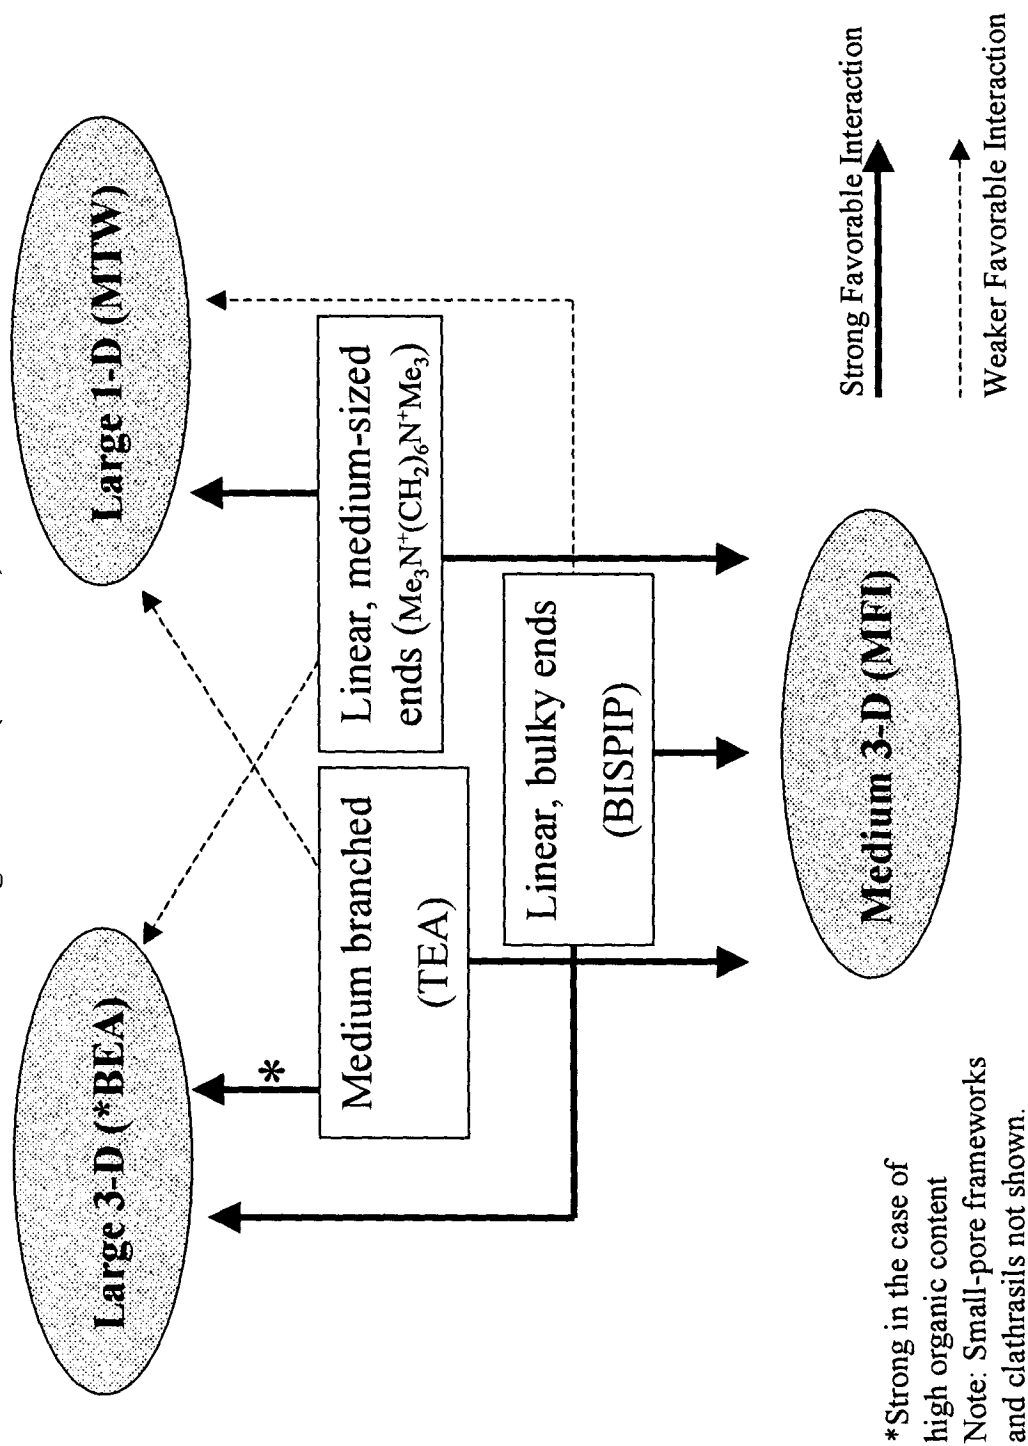 Large 3-D (*BEA)
Large 1-D (MTW)
*
Medium branched
(TEA)
Linear, medium-sized
ends (Me₃N⁺(CH₂)₆N⁺Me₃)
Linear, bulky ends
(BISPIP)
Medium 3-D (MFI)
*Strong in the case of
high organic content
Note: Small-pore frameworks
and clathrasils not shown.
Strong Favorable Interaction
Weaker Favorable Interaction